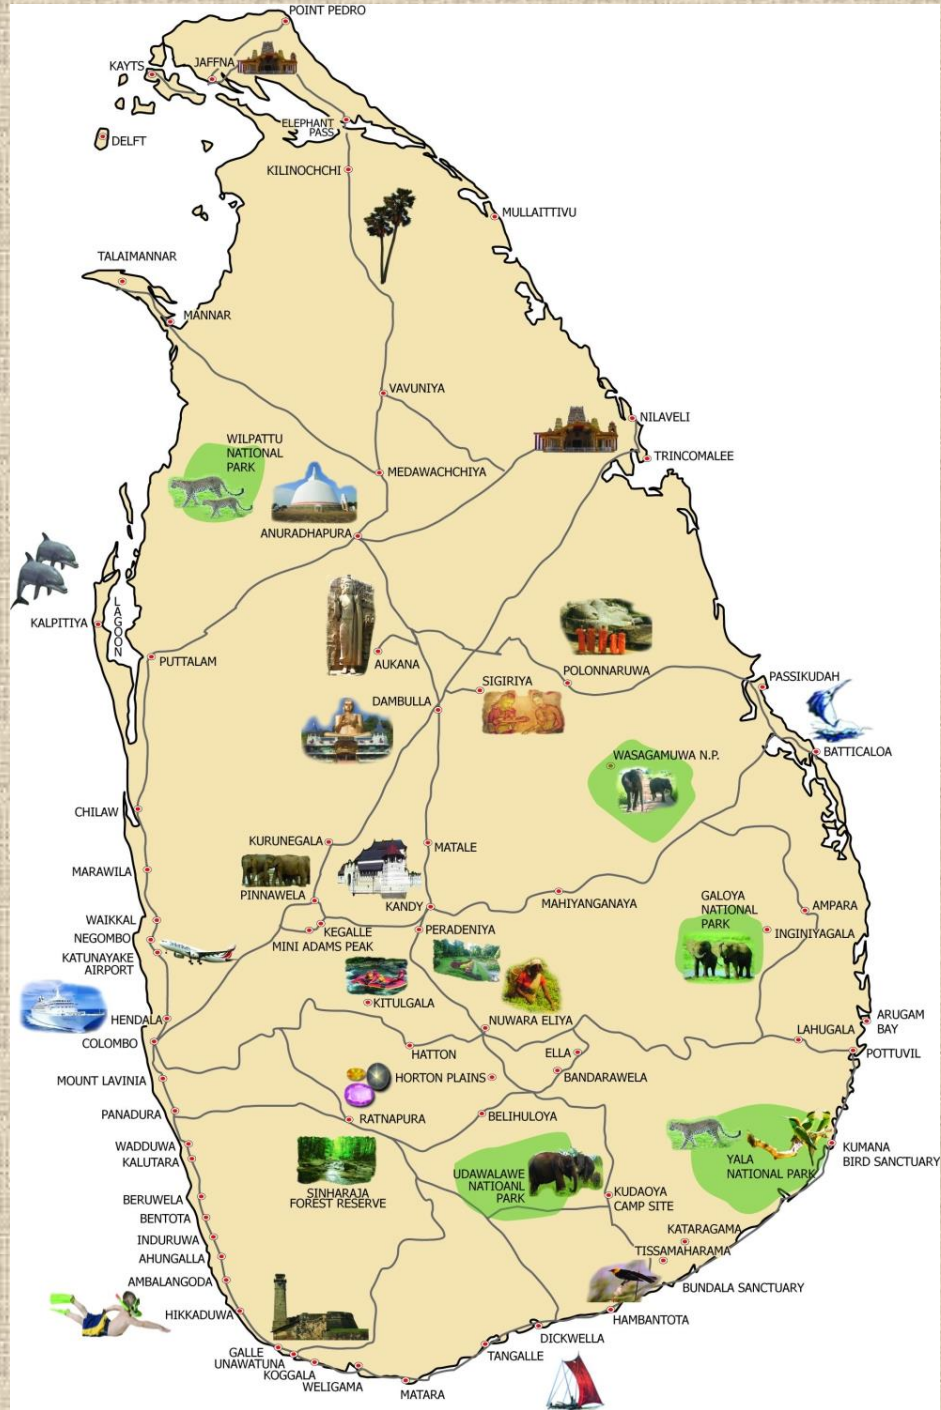 POINT PEDRO
KAYTS
JAFFNA
ELEPHANT
PASS
DELFT
KILINOCHCHI
MULLAITTIVU
TALAIMANNAR
MANNAR
VAVUNIYA
NILAVELI
WILPATTU
NATIONAL
PARK
MEDAWACHCHIYA
TRINCOMALEE
ANURADHAPURA
KALPITIYA
LAGOON
PUTTALAM
AUKANA
POLONNARUWA
SIGIRIYA
PASSIKUDAH
DAMBULLA
BATTICALOA
WASAGAMUWA N.P.
CHILAW
KURUNEGALA
MATALE
MARAWILA
PINNAWELA
KANDY
MAHIYANGANAYA
GALOYA
NATIONAL
PARK
AMPARA
WAIKKAL
NEGOMBO
KEGALLE
PERADENIYA
INGINIYAGALA
MINI ADAMS PEAK
KATUNAYAKE
AIRPORT
KITULGALA
HENDALA
NUWARA ELIYA
ARUGAM
BAY
COLOMBO
HATTON
ELLA
LAHUGALA
POTTUVIL
MOUNT LAVINIA
HORTON PLAINS
BANDARAWELA
PANADURA
RATNAPURA
BELIHULOYA
WADDUWA
KALUTARA
KUMANA
BIRD SANCTUARY
YALA
NATIONAL PARK
SINHARAJA
FOREST RESERVE
UDAWALAWE
NATIOANL
PARK
BERUWELA
KUDAOYA
CAMP SITE
BENTOTA
INDURUWA
KATARAGAMA
AHUNGALLA
TISSAMAHARAMA
AMBALANGODA
BUNDALA SANCTUARY
HIKKADUWA
HAMBANTOTA
DICKWELLA
GALLE
UNAWATUNA
TANGALLE
KOGGALA
WELIGAMA
MATARA